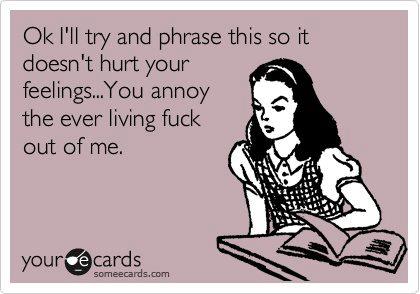 Ok I'll try and phrase this so it
doesn't hurt your
feelings...You annoy
the ever living fuck
out of me.
your e cards
someecards.com